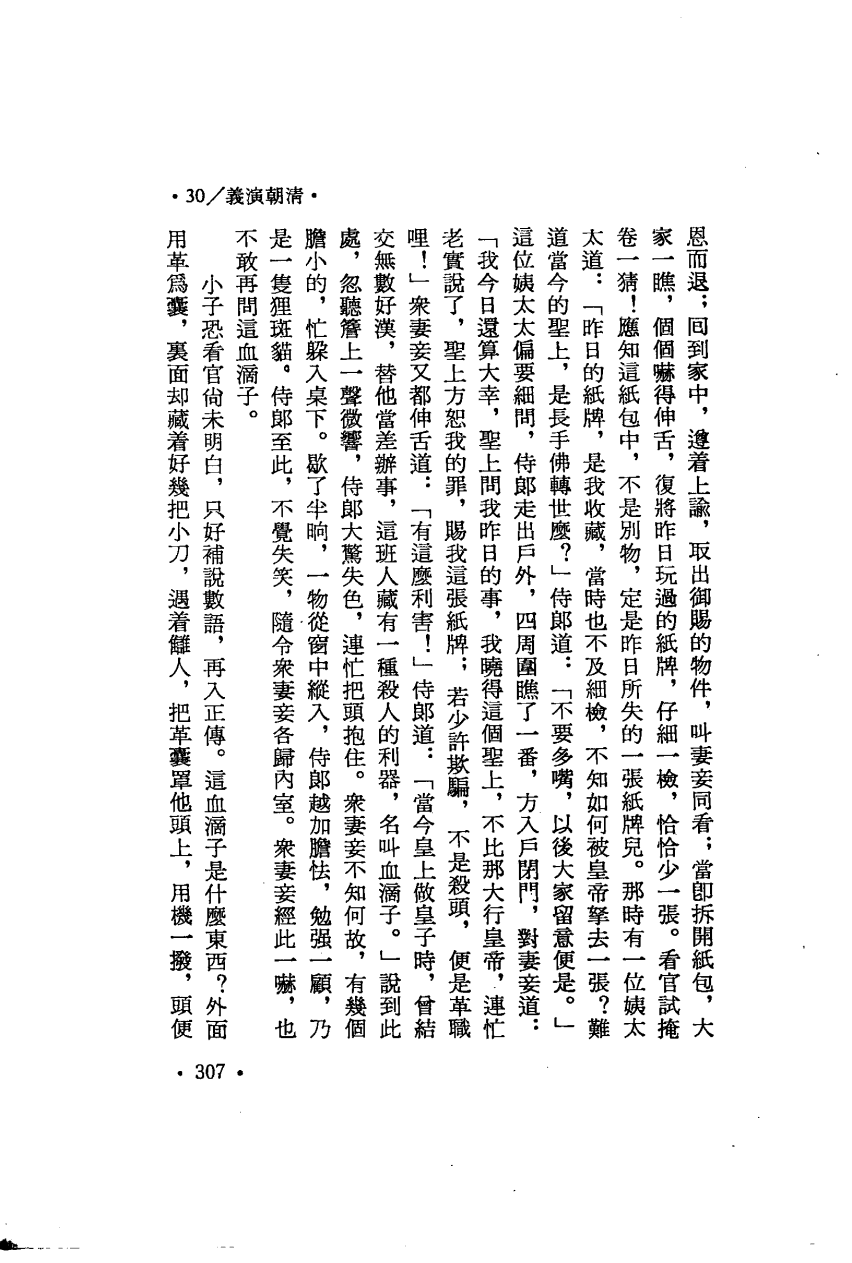 ·30／義演朝清·
恩而退；回到家中，遵着上諭，取出御賜的物件，叫妻妾同看；當卽拆開紙包，大
家一瞧，個個嚇得伸舌，復將昨日玩過的紙牌，仔細一檢，恰恰少一張。看官試掩
卷一猜！應知這紙包中，不是別物，定是昨日所失的一張紙牌兒。那時有一位姨太
太道：「昨日的紙牌，是我收藏，當時也不及細檢，不知如何被皇帝拏去一張？難
道當今的聖上，是長手佛轉世麼？」侍郎道：「不要多嘴，以後大家留意便是。」
這位姨太太偏要細問，侍郎走出戶外，四周圍瞧了一番，方入戶閉門，對妻妾道：
「我今日還算大幸，聖上問我昨日的事，我曉得這個聖上，不比那大行皇帝，連忙
老實說了，聖上方恕我的罪，賜我這張紙牌；若少許欺騙，不是殺頭，便是革職
哩！」衆妻妾又都伸舌道：「有這麼利害！」侍郎道：「當今皇上做皇子時，曾結
交無數好漢，替他當差辦事，這班人藏有一種殺人的利器，名叫血滴子。」說到此
處，忽聽簷上一聲微響，侍郎大驚失色，連忙把頭抱住。衆妻妾不知何故，有幾個
膽小的，忙躲入桌下。歇了半晌，一物從窗中縱入，侍郎越加膽怯，勉强一顧，乃
是一隻狸斑貓。侍郎至此，不覺失笑，隨令衆妻妾各歸內室。衆妻妾經此一嚇，也
不敢再問這血滴子。
小子恐看官尙未明白，只好補說數語，再入正傳。這血滴子是什麼東西？外面
用革爲囊，裏面却藏着好幾把小刀，遇着讎人，把革囊罩他頭上，用機一撥，頭便
·307·